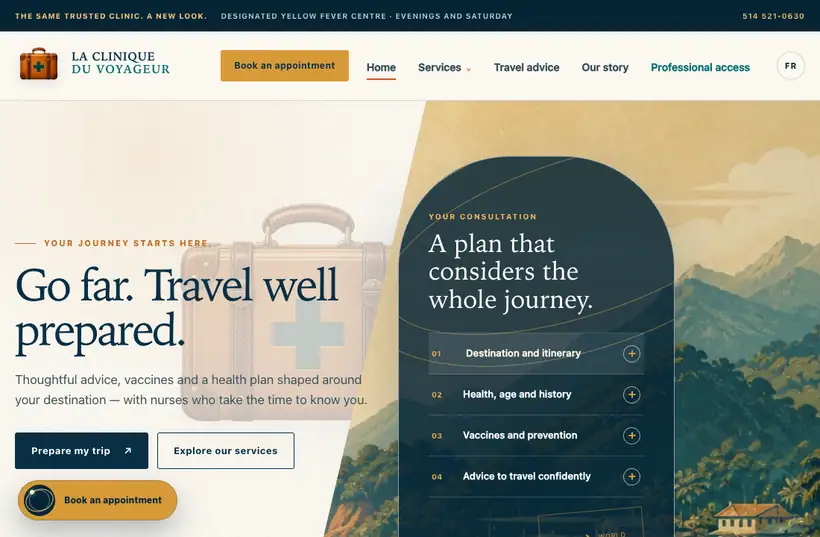 THE SAME TRUSTED CLINIC. A NEW LOOK.
DESIGNATED YELLOW FEVER CENTRE · EVENINGS AND SATURDAY
514 521-0630
LA CLINIQUE
DU VOYAGEUR
Book an appointment
Home
Services
Travel advice
Our story
Professional access
FR
YOUR JOURNEY STARTS HERE.
Go far. Travel well
prepared.
Thoughtful advice, vaccines and a health plan shaped around
your destination — with nurses who take the time to know you.
Prepare my trip ↗
Explore our services
Book an appointment
YOUR CONSULTATION
A plan that
considers the
whole journey.
01 Destination and itinerary +
02 Health, age and history +
03 Vaccines and prevention +
04 Advice to travel confidently +
WORLD